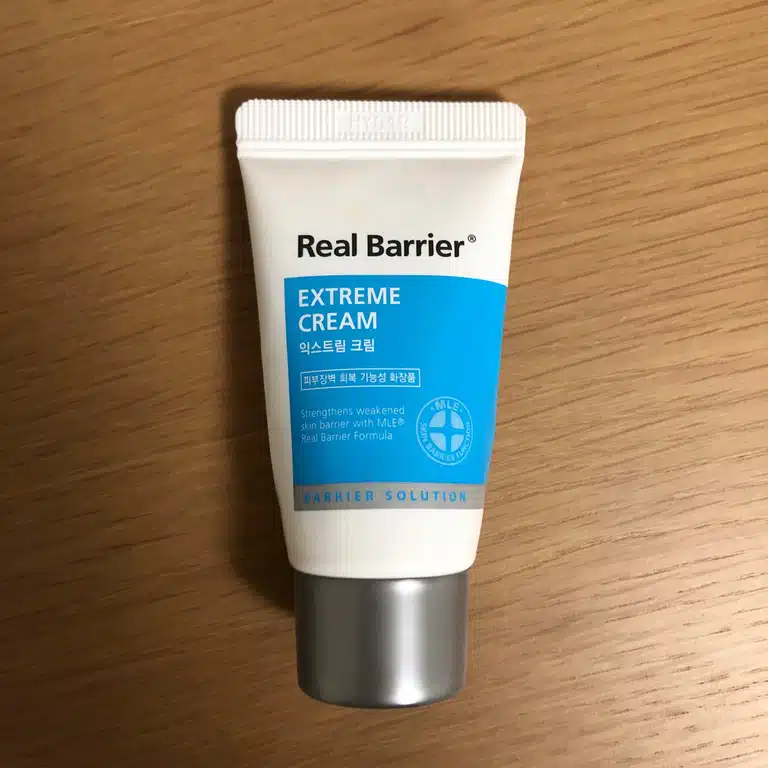 Real Barrier®
EXTREME
CREAM
익스트림 크림
피부장벽 회복 기능성 화장품
Strengthens weakened
skin barrier with MLE®
Real Barrier Formula
· MLE ·
SKIN BARRIER FUNCTION
BARRIER SOLUTION